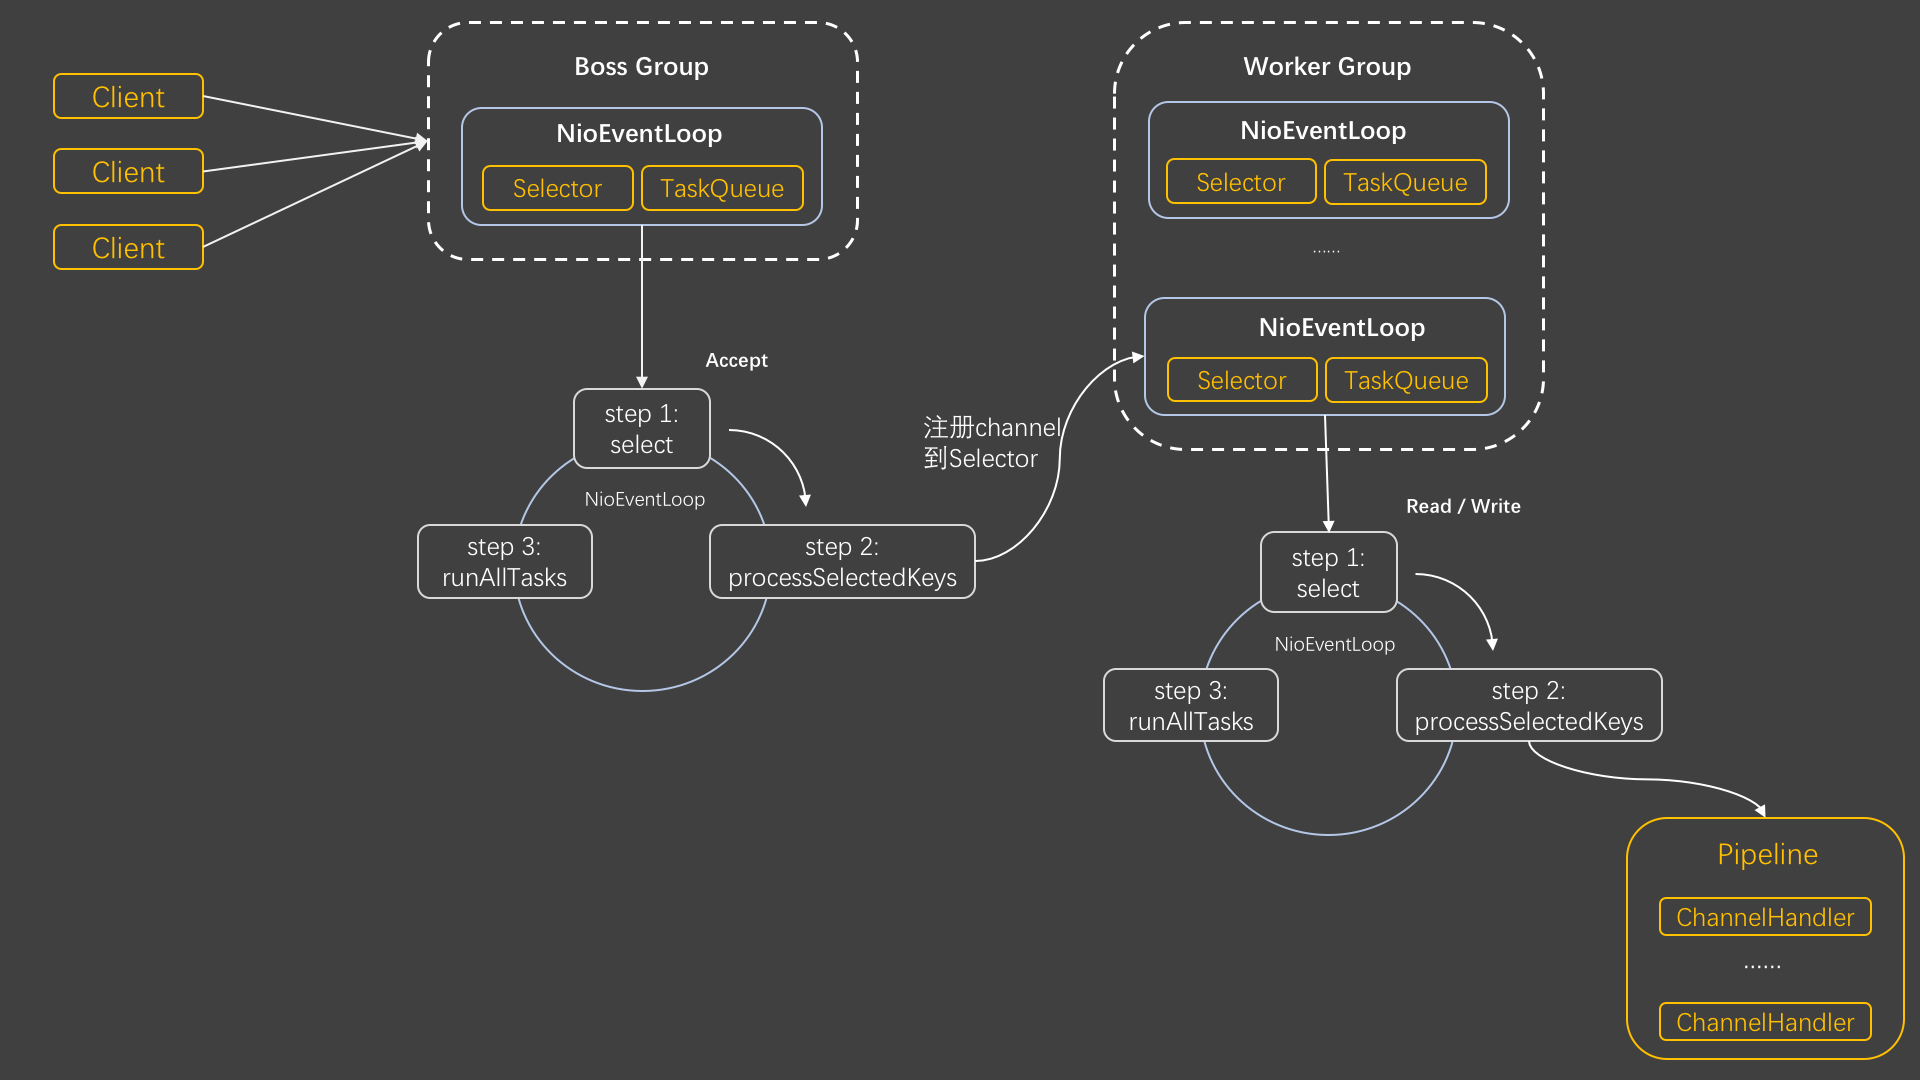 Client
Client
Client
Boss Group
NioEventLoop
Selector
TaskQueue
Accept
step 1:
select
NioEventLoop
step 3:
runAllTasks
step 2:
processSelectedKeys
注册channel
到Selector
Worker Group
NioEventLoop
Selector
TaskQueue
......
NioEventLoop
Selector
TaskQueue
Read / Write
step 1:
select
NioEventLoop
step 3:
runAllTasks
step 2:
processSelectedKeys
Pipeline
ChannelHandler
......
ChannelHandler